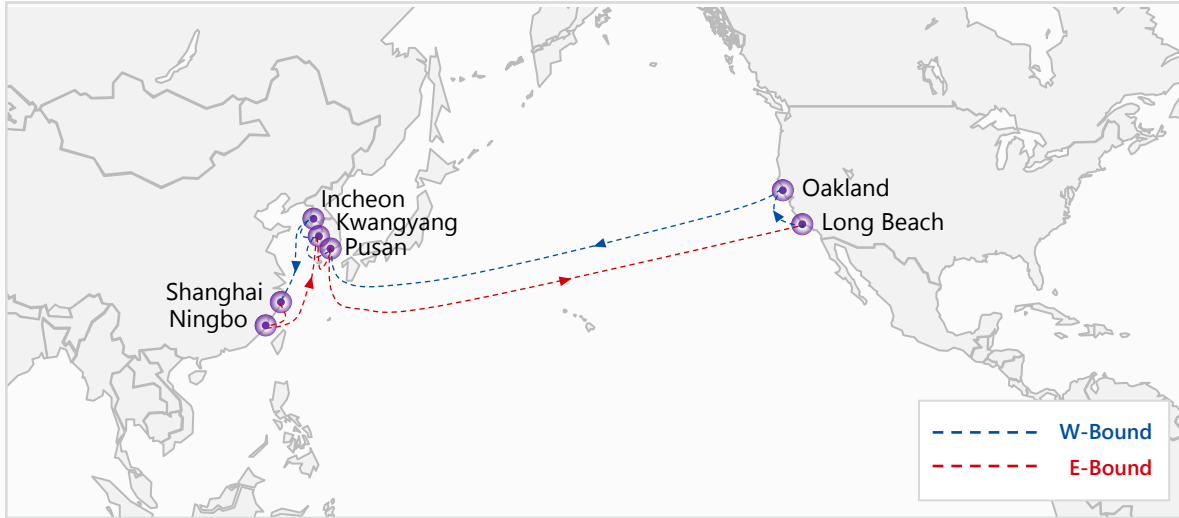 Incheon
Kwangyang
Pusan
Shanghai
Ningbo
Oakland
Long Beach
W-Bound
E-Bound